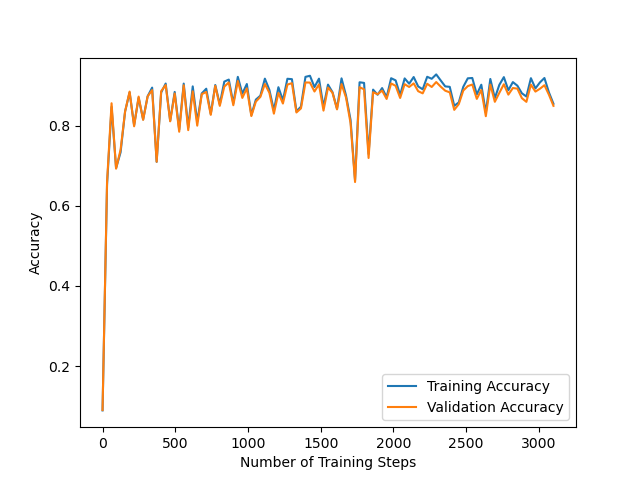 0.8
0.6
0.4
0.2
Accuracy
0
500
1000
1500
2000
2500
3000
Number of Training Steps
Training Accuracy
Validation Accuracy